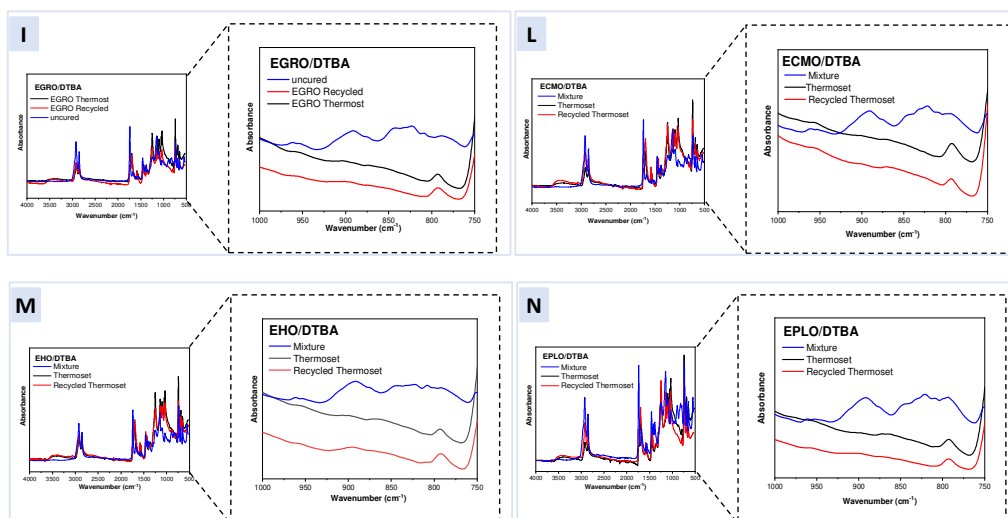 I
EGRO/DTBA
EGRO Thermost
EGRO Recycled
uncured
Absorbance
4000 3500 3000 2500 2000 1500 1000 500
Wavenumber (cm-1)
EGRO/DTBA
uncured
EGRO Recycled
EGRO Thermost
Absorbance
1000 950 900 850 800 750
Wavenumber (cm-1)
L
ECMO/DTBA
Mixture
Thermoset
Recycled Thermoset
Absorbance
4000 3500 3000 2500 2000 1500 1000 500
Wavenumber (cm-1)
ECMO/DTBA
Mixture
Thermoset
Recycled Thermoset
Absorbance
1000 950 900 850 800 750
Wavenumber (cm-1)
M
EHO/DTBA
Mixture
Thermoset
Recycled Thermoset
Absorbance
4000 3500 3000 2500 2000 1500 1000 500
Wavenumber (cm-1)
EHO/DTBA
Mixture
Thermoset
Recycled Thermoset
Absorbance
1000 950 900 850 800 750
Wavenumber (cm-1)
N
EPLO/DTBA
Mixture
Thermoset
Recycled Thermoset
Absorbance
4000 3500 3000 2500 2000 1500 1000 500
Wavenumber (cm-1)
EPLO/DTBA
Mixture
Thermoset
Recycled Thermoset
Absorbance
1000 950 900 850 800 750
Wavenumber (cm-1)